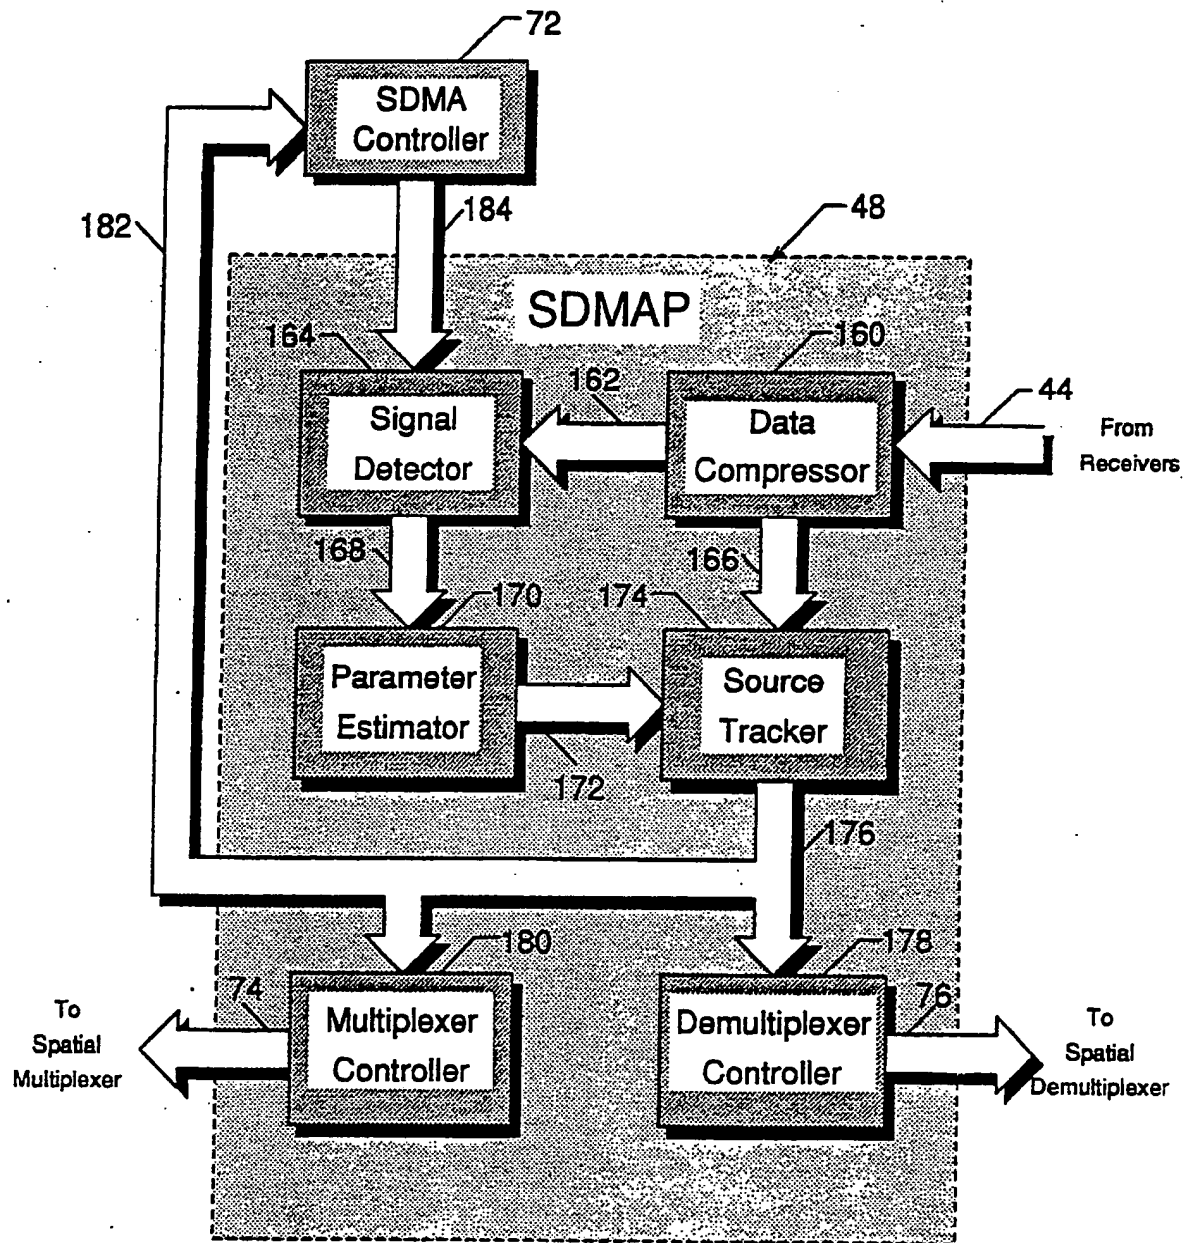 72
SDMA
Controller
182
184
48
SDMAP
164
160
162
44
Signal
Detector
Data
Compressor
From
Receivers
168
166
170
174
Parameter
Estimator
Source
Tracker
172
176
180
178
74
76
To
Spatial
Multiplexer
Multiplexer
Controller
Demultiplexer
Controller
To
Spatial
Demultiplexer